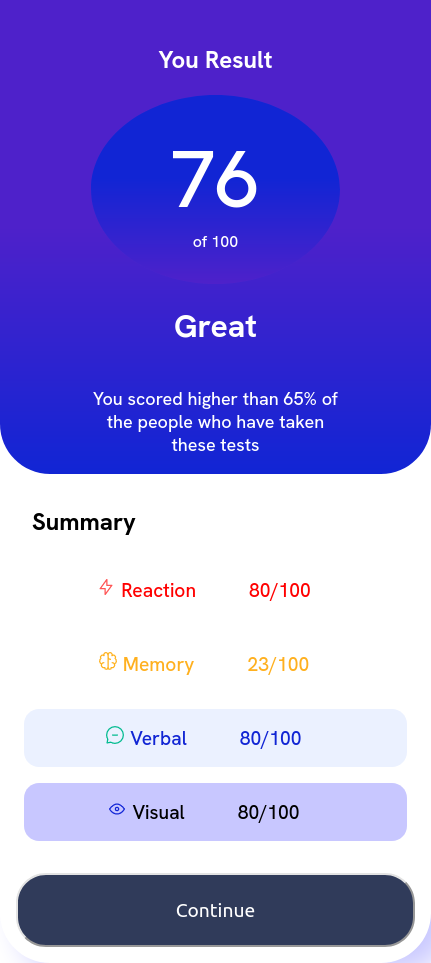 You Result
76
of 100
Great
You scored higher than 65% of
the people who have taken
these tests
Summary
Reaction 80/100
Memory 23/100
Verbal 80/100
Visual 80/100
Continue